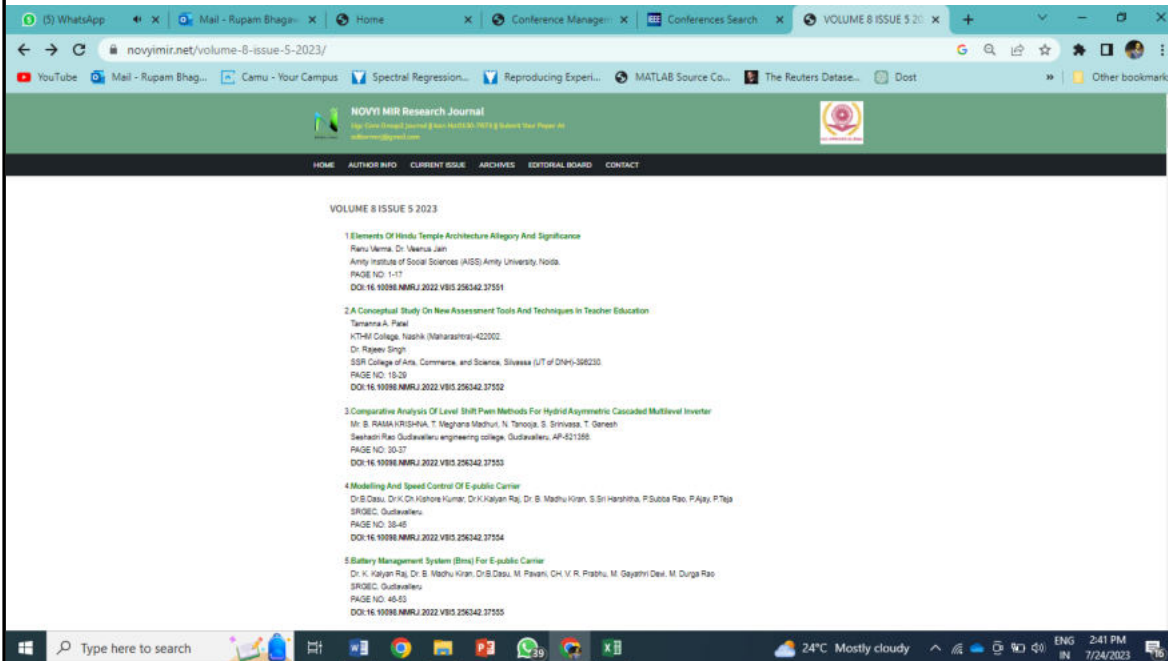 (5) WhatsApp
Mail - Rupam Bhagav
Home
Conference Managem
Conferences Search
VOLUME 8 ISSUE 5 20
novyimir.net/volume-8-issue-5-2023/
YouTube
Mail - Rupam Bhag...
Camu - Your Campus
Spectral Regression...
Reproducing Experi...
MATLAB Source Co...
The Reuters Datase...
Dost
»
Other bookmark
NOVYI MIR Research Journal
HOME AUTHOR INFO CURRENT ISSUE ARCHIVES EDITORIAL BOARD CONTACT
VOLUME 8 ISSUE 5 2023
1.Elements Of Hindu Temple Architecture Allegory And Significance
Renu Verma, Dr. Veenus Jain
Amity Institute of Social Sciences (AISS) Amity University, Noida.
PAGE NO: 1-17
DOI:16.10098.NMRJ.2022.V8I5.256342.37551
2.A Conceptual Study On New Assessment Tools And Techniques In Teacher Education
Tamanna A. Patel
KTHM College, Nashik (Maharashtra)-422002.
Dr. Rajeev Singh
SSR College of Arts, Commerce, and Science, Silvassa (UT of DNH)-396230.
PAGE NO: 18-29
DOI:16.10098.NMRJ.2022.V8I5.256342.37552
3.Comparative Analysis Of Level Shift Pwm Methods For Hydrid Asymmetric Cascaded Multilevel Inverter
Mr. B. RAMA KRISHNA, T. Meghana Madhuri, N. Tanooja, S. Srinivasa, T. Ganesh
Seshadri Rao Gudlavalleru engineering college, Gudlavalleru, AP-521356.
PAGE NO: 30-37
DOI:16.10098.NMRJ.2022.V8I5.256342.37553
4.Modelling And Speed Control Of E-public Carrier
Dr.B.Dasu, Dr.K.Ch.Kishore Kumar, Dr.K.Kalyan Raj, Dr. B. Madhu Kiran, S.Sri Harshitha, P.Subba Rao, P.Ajay, P.Teja
SRGEC, Gudlavalleru.
PAGE NO: 38-45
DOI:16.10098.NMRJ.2022.V8I5.256342.37554
5.Battery Management System (Bms) For E-public Carrier
Dr. K. Kalyan Raj, Dr. B. Madhu Kiran, Dr.B.Dasu, M. Pavani, CH. V. R. Prabhu, M. Gayathri Devi, M. Durga Rao
SRGEC, Gudlavalleru
PAGE NO: 46-53
DOI:16.10098.NMRJ.2022.V8I5.256342.37555
Type here to search
39
24°C Mostly cloudy
ENG
IN
2:41 PM
7/24/2023
16